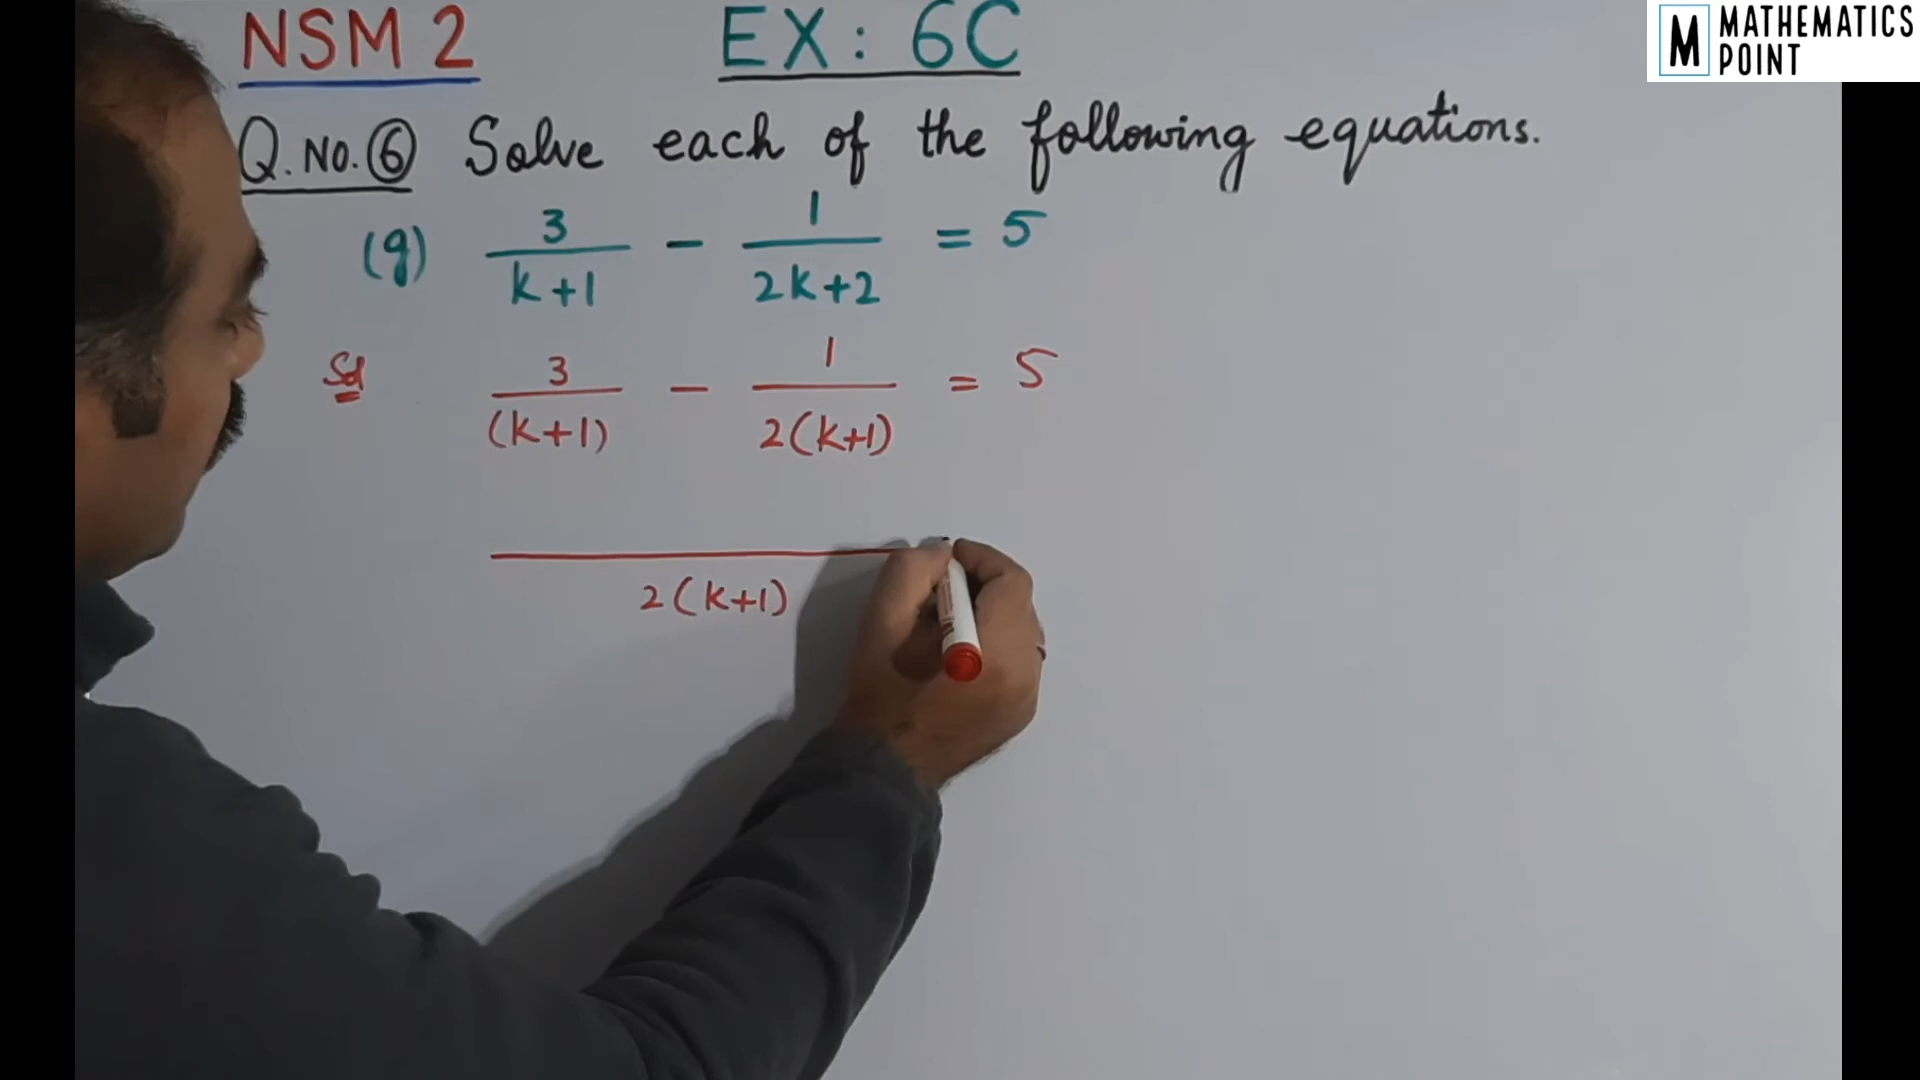 NSM 2 EX: 6C
M MATHEMATICS
POINT
Q.NO.⑥ Solve each of the following equations.
(g) 3/(k+1) − 1/(2k+2) = 5
Sol 3/(k+1) − 1/2(k+1) = 5
2(k+1)